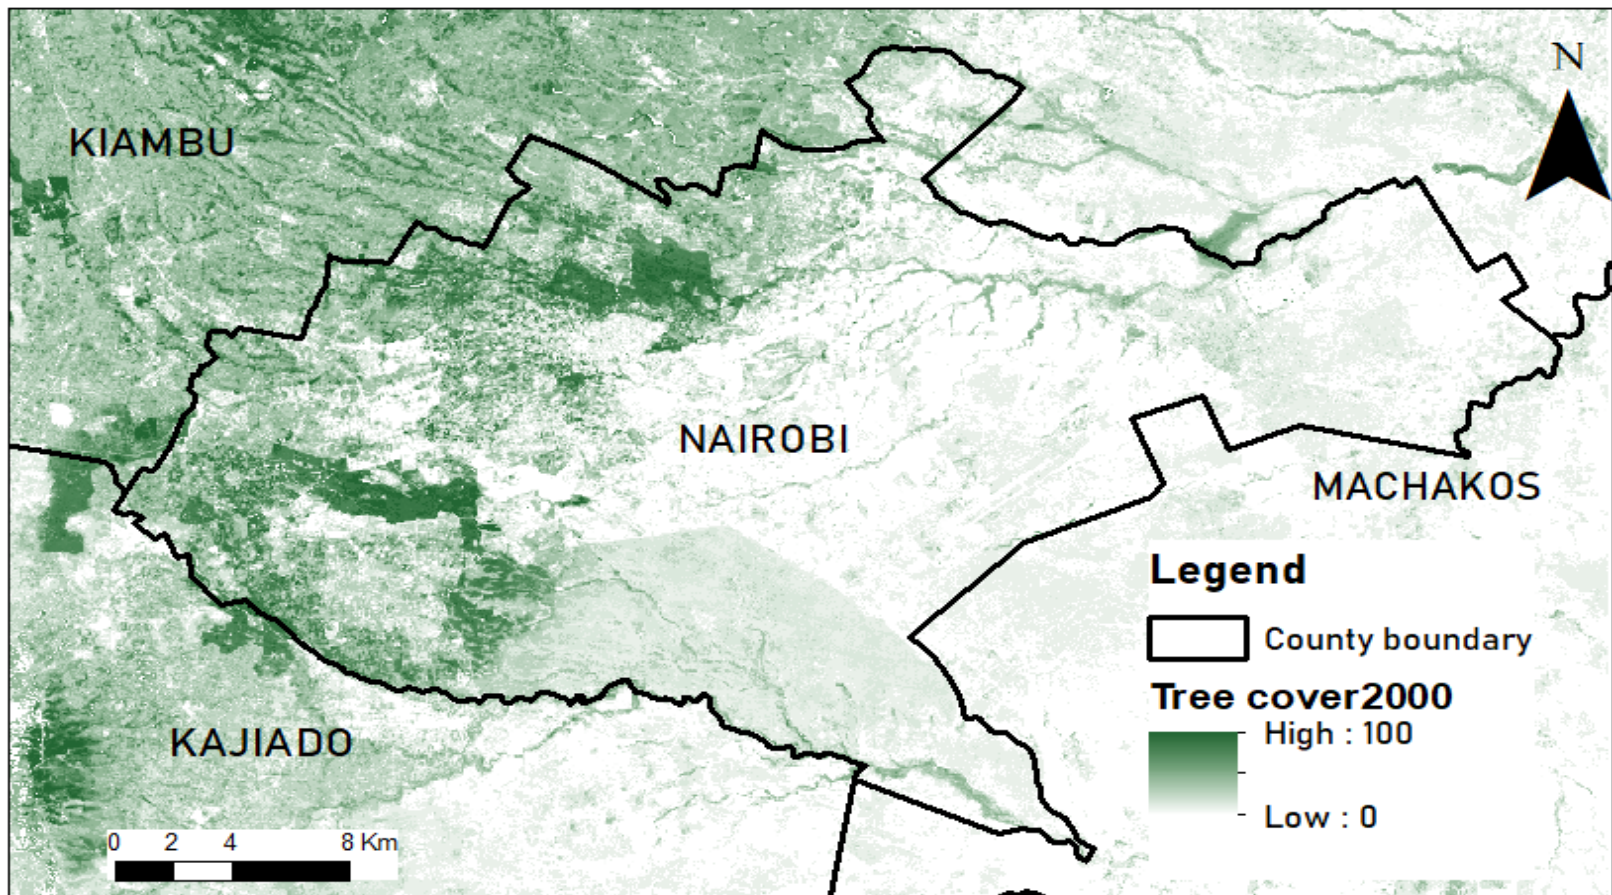 N
KIAMBU
NAIROBI
MACHAKOS
KAJIADO
Legend
County boundary
Tree cover2000
High : 100
Low : 0
0 2 4 8 Km